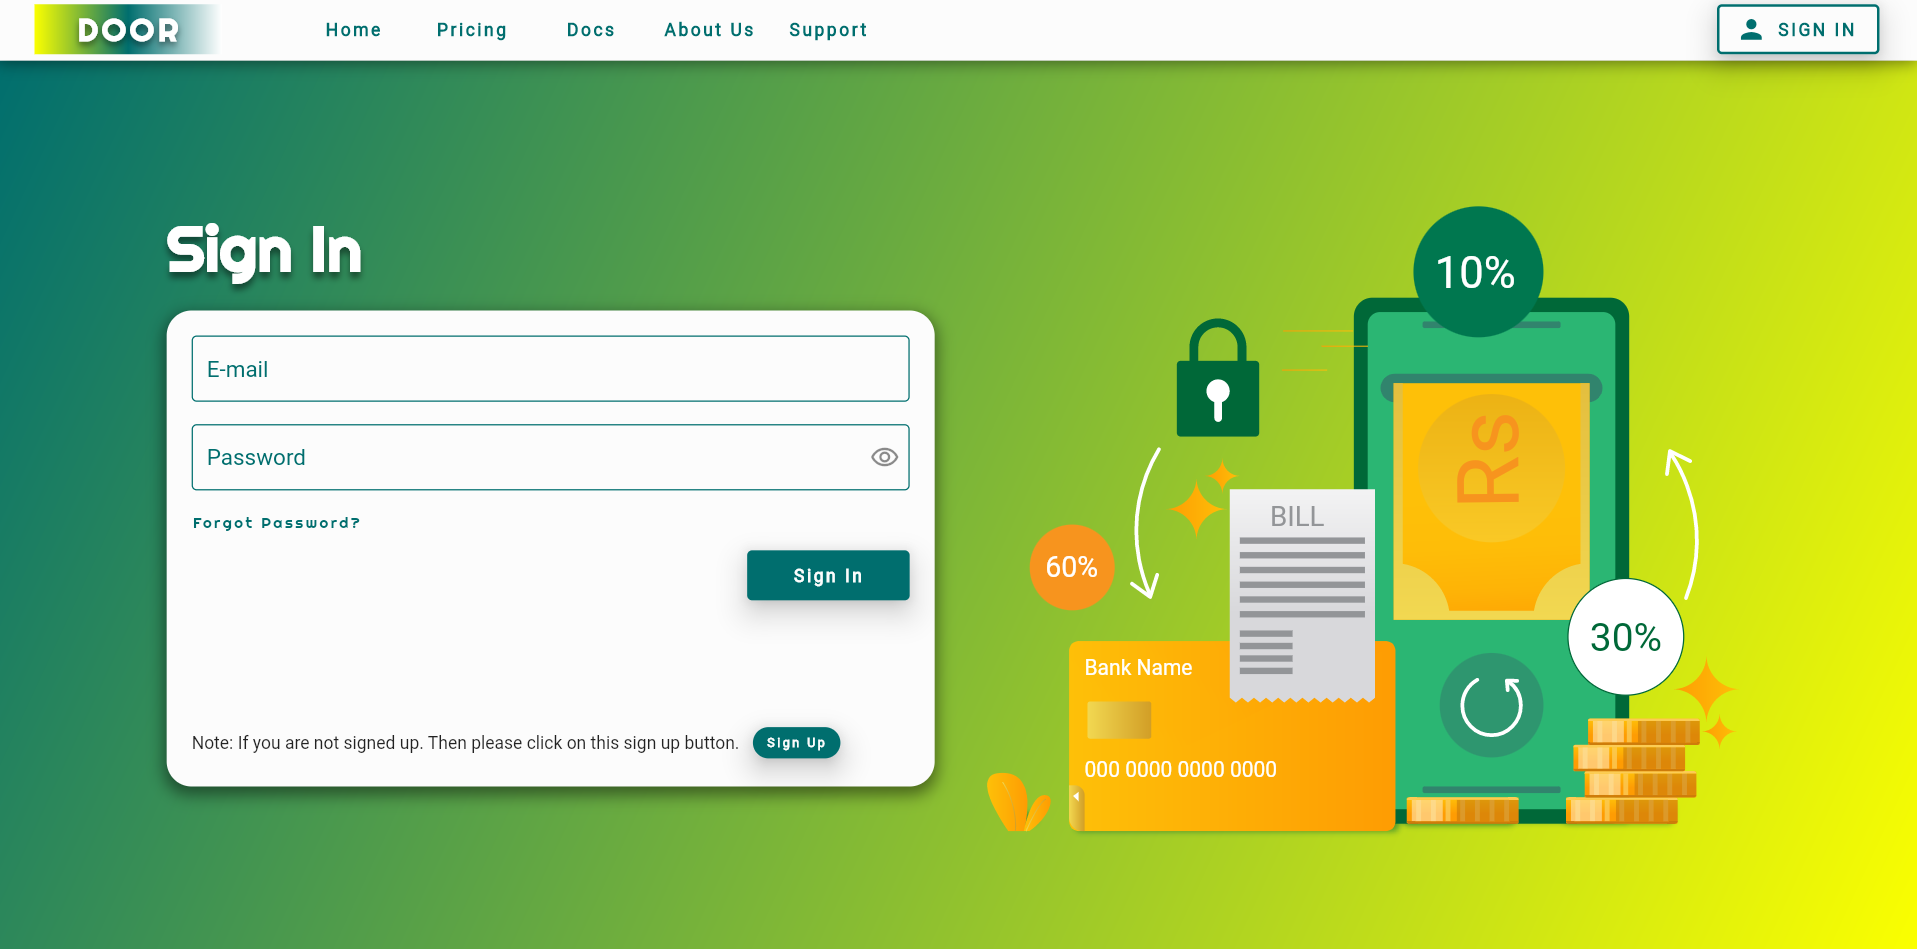 DOOR
Home Pricing Docs About Us Support
SIGN IN
Sign In
E-mail
Password
Forgot Password?
Sign In
Note: If you are not signed up. Then please click on this sign up button. Sign Up
10%
Rs
BILL
60%
30%
Bank Name
000 0000 0000 0000